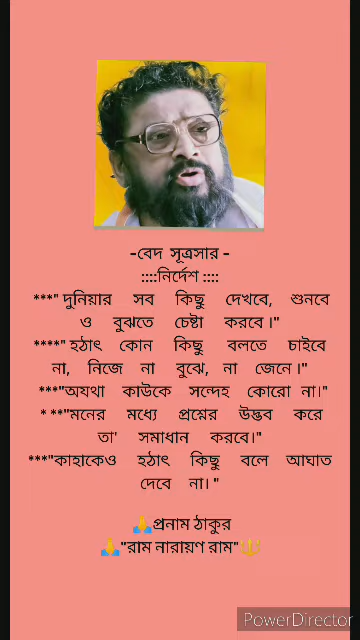 -বেদ সূত্রসার -
::::নির্দেশ ::::
***" দুনিয়ার সব কিছু দেখবে, শুনবে
ও বুঝতে চেষ্টা করবে।"
****" হঠাৎ কোন কিছু বলতে চাইবে
না, নিজে না বুঝে, না জেনে।"
***"অযথা কাউকে সন্দেহ কোরো না।"
* **"মনের মধ্যে প্রশ্নের উদ্ভব করে
তা' সমাধান করবে।"
***"কাহাকেও হঠাৎ কিছু বলে আঘাত
দেবে না। "
🙏প্রনাম ঠাকুর
🙏"রাম নারায়ণ রাম"🔱
PowerDirector